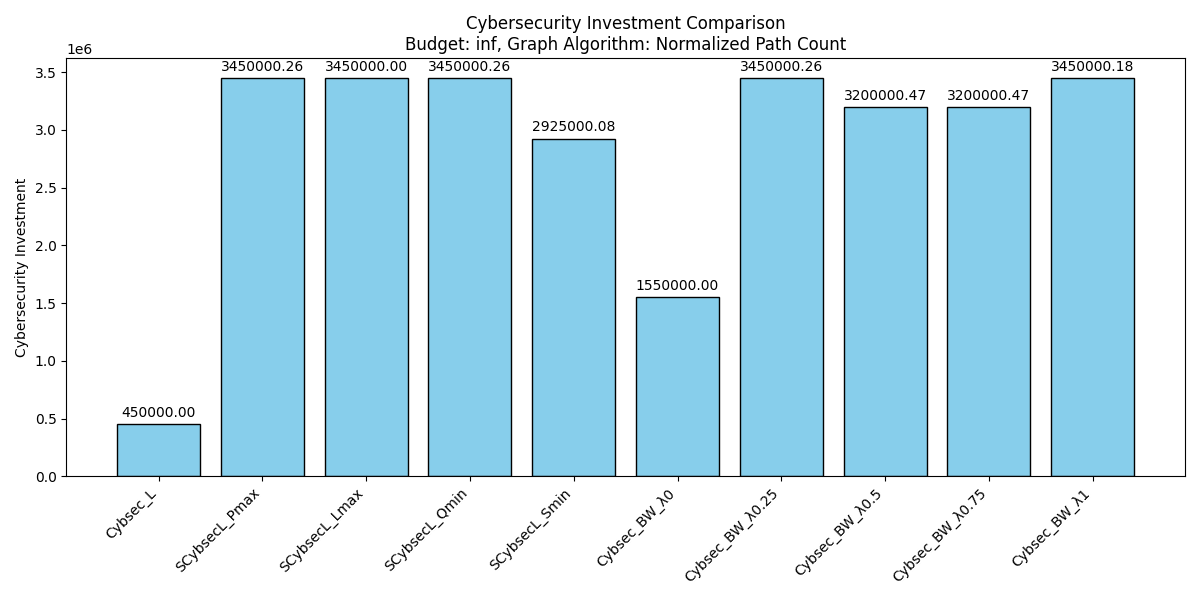 Cybersecurity Investment Comparison
Budget: inf, Graph Algorithm: Normalized Path Count
1e6
3.5
3.0
2.5
2.0
1.5
1.0
0.5
0.0
Cybersecurity Investment
450000.00
3450000.26
3450000.00
3450000.26
2925000.08
1550000.00
3450000.26
3200000.47
3200000.47
3450000.18
Cybsec_L
SCybsecL_Pmax
SCybsecL_Lmax
SCybsecL_Qmin
SCybsecL_Smin
Cybsec_BW_λ0
Cybsec_BW_λ0.25
Cybsec_BW_λ0.5
Cybsec_BW_λ0.75
Cybsec_BW_λ1